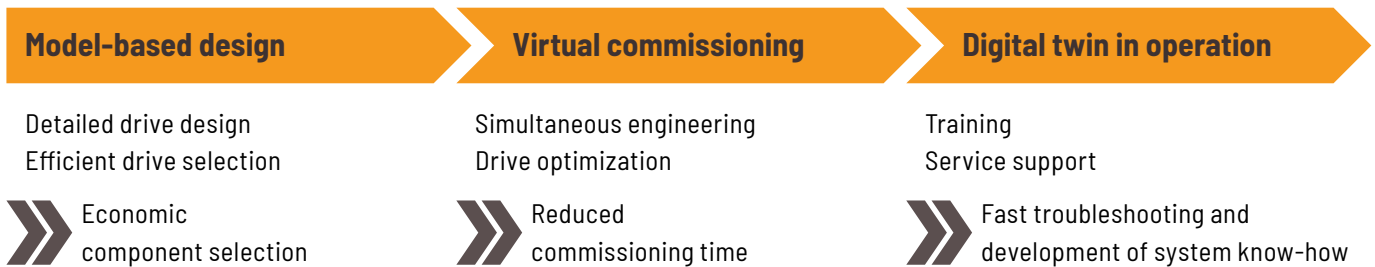 Model-based design
Detailed drive design
Efficient drive selection
Economic
component selection
Virtual commissioning
Simultaneous engineering
Drive optimization
Reduced
commissioning time
Digital twin in operation
Training
Service support
Fast troubleshooting and
development of system know-how